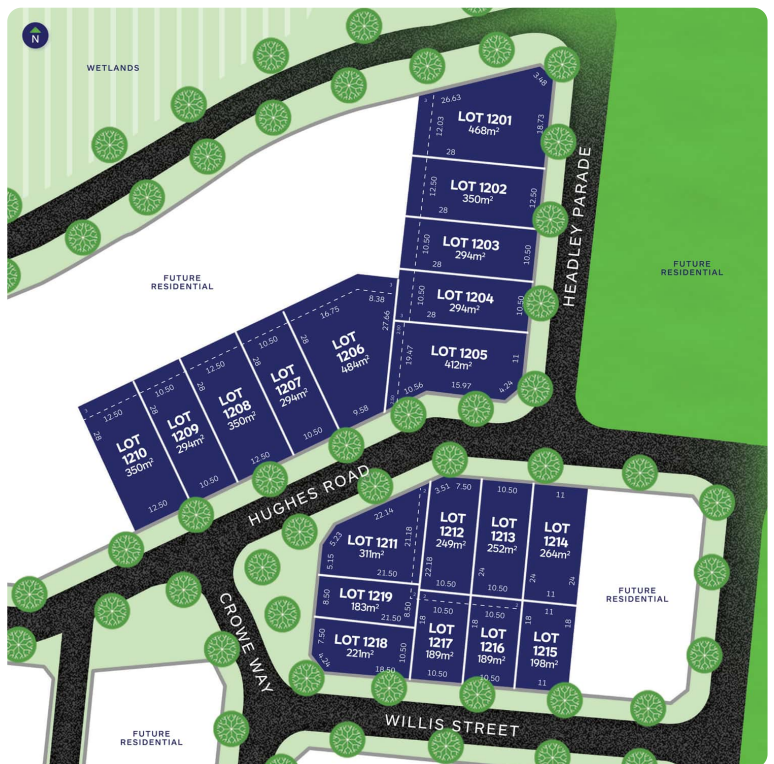 N
WETLANDS
3.48
3
26.63
LOT 1201
468m²
12.03
18.73
28
LOT 1202
350m²
12.50
12.50
28
LOT 1203
294m²
10.50
10.50
28
LOT 1204
294m²
10.50
10.50
28
LOT 1205
412m²
19.47
11
10.56
15.97
4.24
HEADLEY PARADE
FUTURE
RESIDENTIAL
FUTURE
RESIDENTIAL
8.38
16.75
27.66
LOT
1206
484m²
9.58
10.50
28
LOT
1207
294m²
10.50
12.50
28
LOT
1208
350m²
12.50
10.50
28
LOT
1209
294m²
10.50
12.50
28
28
LOT
1210
350m²
12.50
HUGHES ROAD
22.14
5.23
5.15
LOT 1211
311m²
21.18
21.50
3.51
7.50
LOT
1212
249m²
22.18
10.50
10.50
LOT
1213
252m²
24
10.50
11
LOT
1214
264m²
24
24
11
LOT 1219
183m²
8.50
8.50
21.50
LOT 1218
221m²
7.50
4.24
10.50
18.50
10.50
18
LOT
1217
189m²
10.50
10.50
18
LOT
1216
189m²
10.50
11
18
18
LOT
1215
198m²
11
FUTURE
RESIDENTIAL
CROWE WAY
WILLIS STREET
FUTURE
RESIDENTIAL